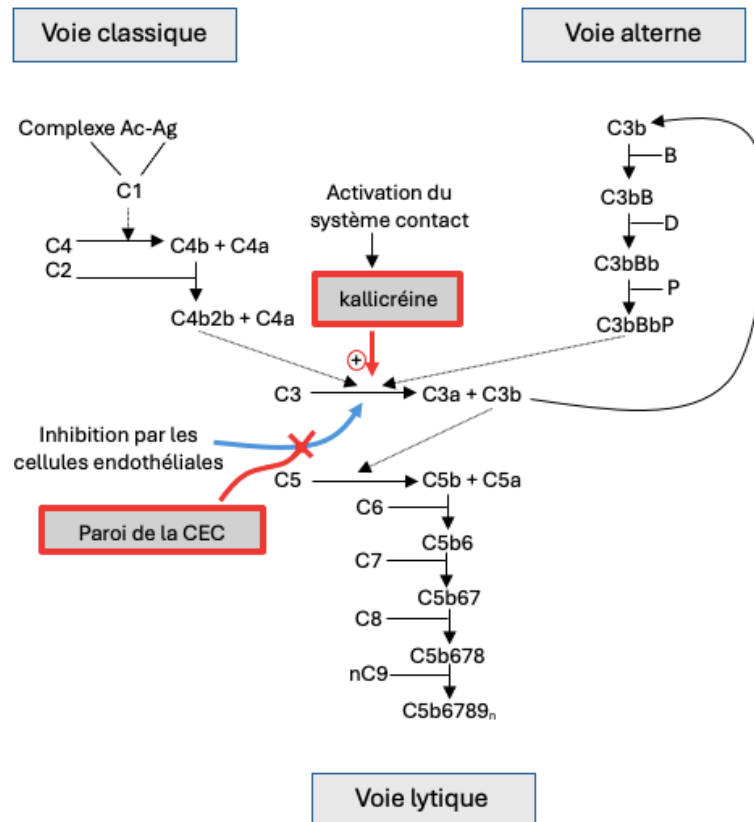 Voie classique
Voie alterne
Complexe Ac-Ag
C1
C4
C4b + C4a
C2
C4b2b + C4a
Activation du
système contact
kallicréine
+
C3b
B
C3bB
D
C3bBb
P
C3bBbP
C3
C3a + C3b
Inhibition par les
cellules endothéliales
Paroi de la CEC
C5
C5b + C5a
C6
C5b6
C7
C5b67
C8
C5b678
nC9
C5b6789ₙ
Voie lytique